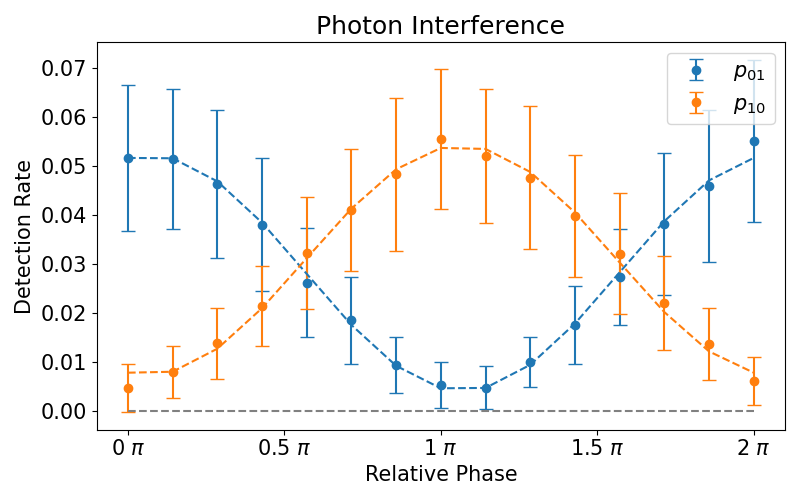 Photon Interference
p₀₁
p₁₀
Detection Rate
0.07
0.06
0.05
0.04
0.03
0.02
0.01
0.00
0 π
0.5 π
1 π
1.5 π
2 π
Relative Phase